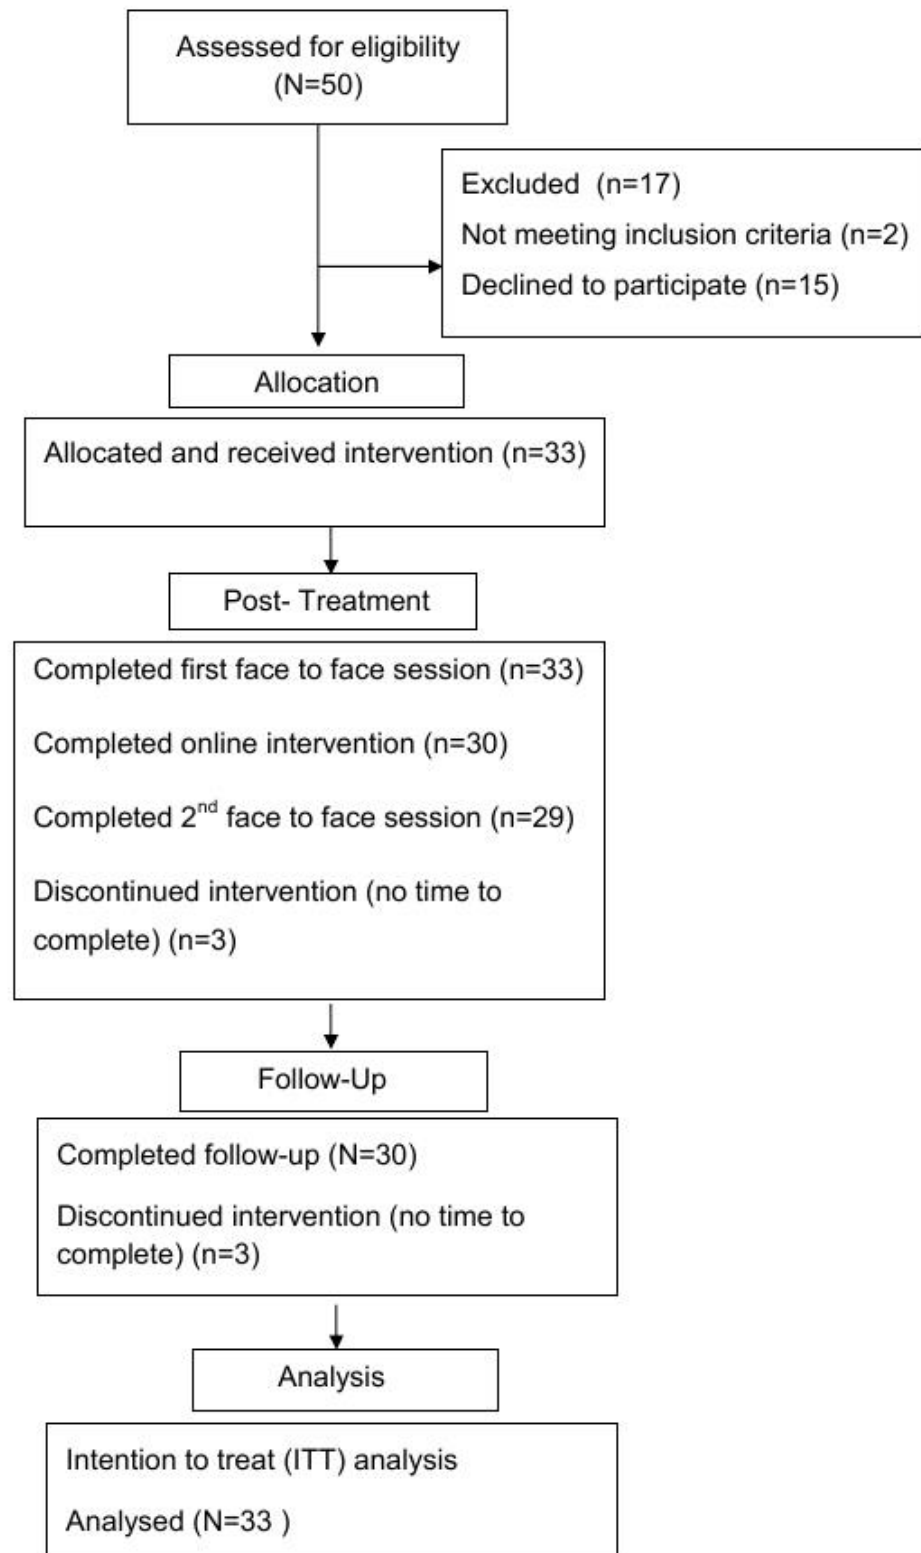 Assessed for eligibility
(N=50)
Excluded  (n=17)
Not meeting inclusion criteria (n=2)
Declined to participate (n=15)
Allocation
Allocated and received intervention (n=33)
Post- Treatment
Completed first face to face session (n=33)
Completed online intervention (n=30)
Completed 2nd face to face session (n=29)
Discontinued intervention (no time to
complete) (n=3)
Follow-Up
Completed follow-up (N=30)
Discontinued intervention (no time to
complete) (n=3)
Analysis
Intention to treat (ITT) analysis
Analysed (N=33 )